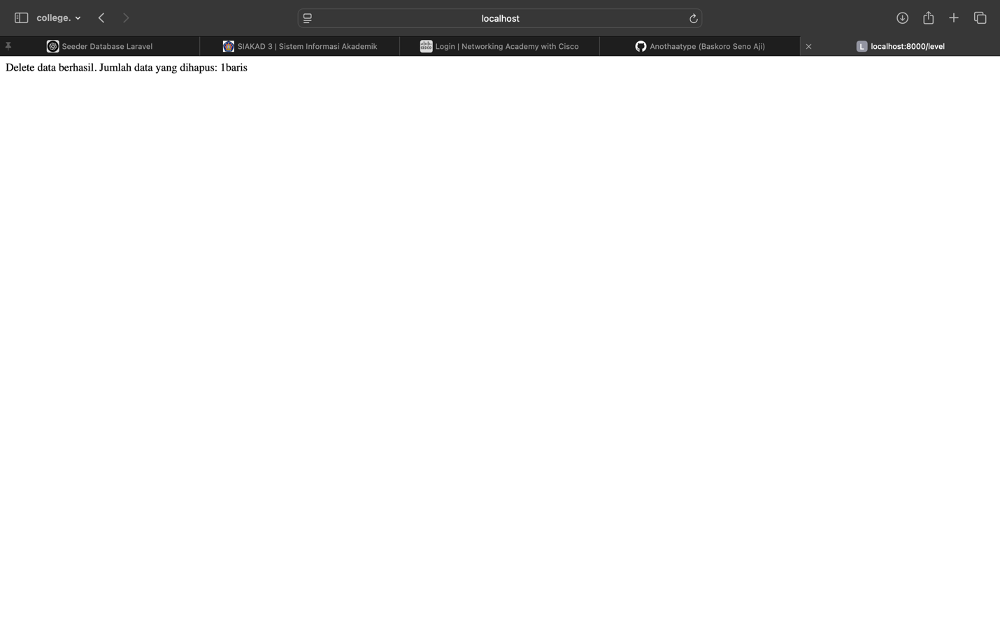 college.
localhost
Seeder Database Laravel
SIAKAD 3 | Sistem Informasi Akademik
cisco
Login | Networking Academy with Cisco
Anothaatype (Baskoro Seno Aji)
L
localhost:8000/level
Delete data berhasil. Jumlah data yang dihapus: 1baris